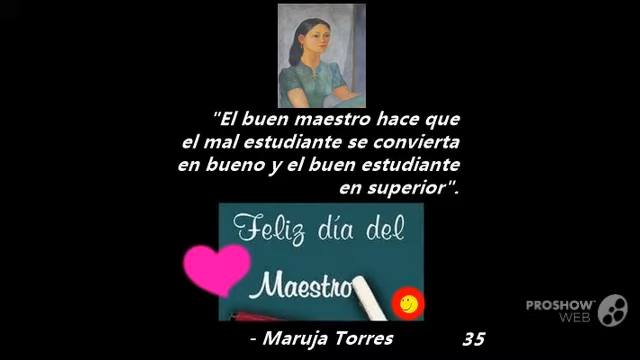 "El buen maestro hace que
el mal estudiante se convierta
en bueno y el buen estudiante
en superior".
Feliz día del
Maestro
PROSHOW
WEB
- Maruja Torres
35